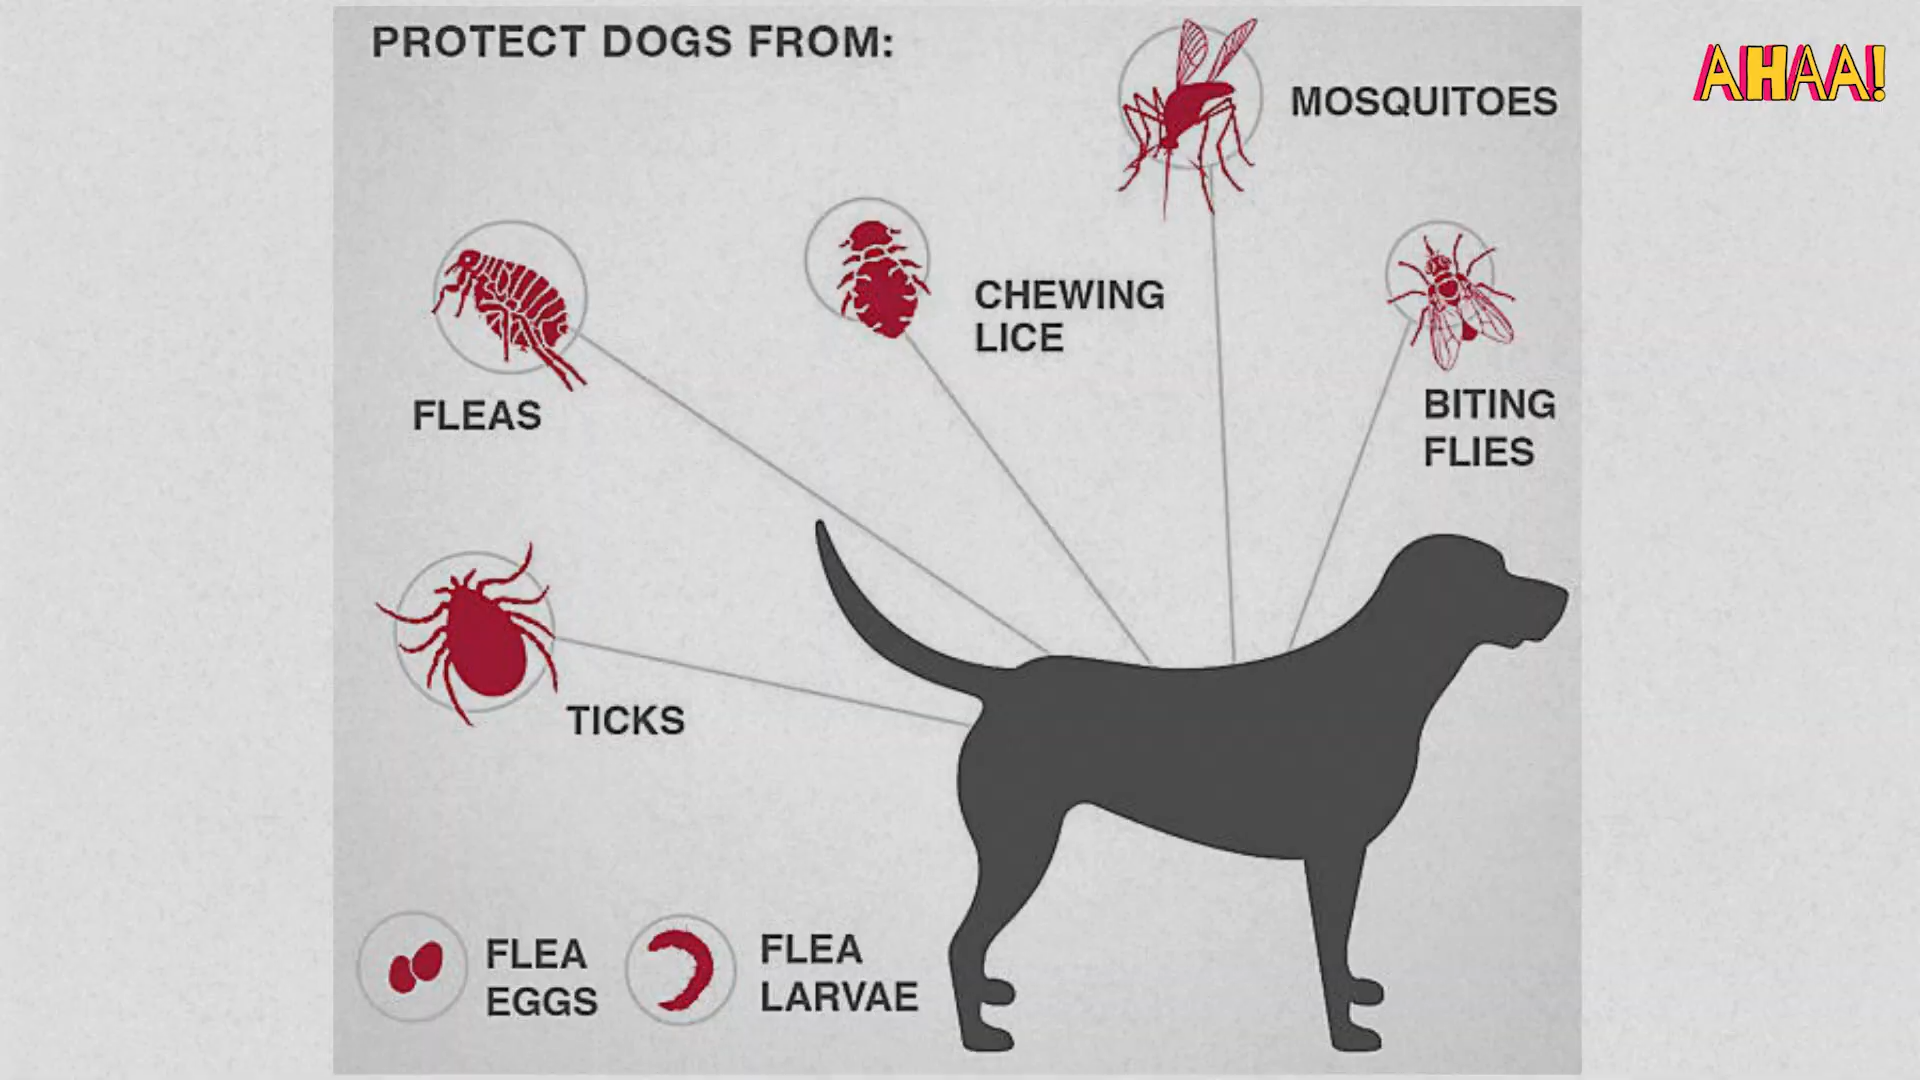 PROTECT DOGS FROM:
AHAA!
MOSQUITOES
CHEWING
LICE
BITING
FLIES
FLEAS
TICKS
FLEA
EGGS
FLEA
LARVAE